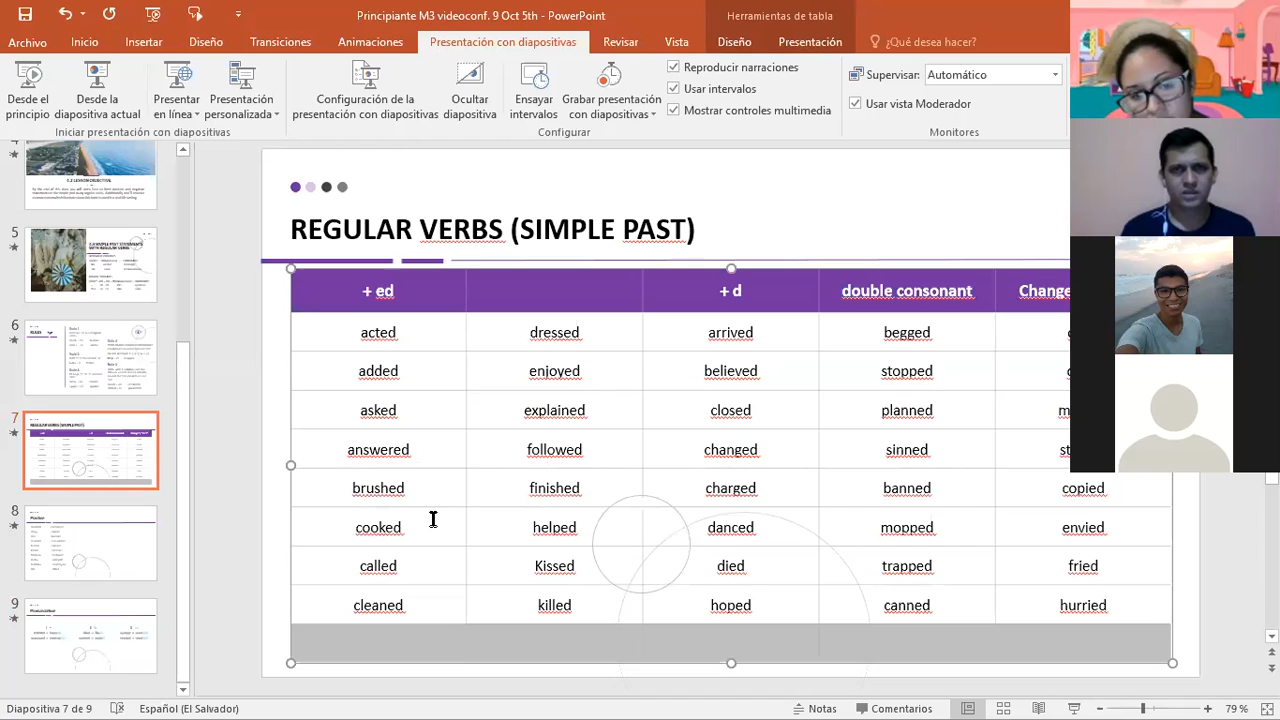 Principiante M3 videoconf. 9 Oct 5th - PowerPoint
Herramientas de tabla
Archivo Inicio Insertar Diseño Transiciones Animaciones Presentación con diapositivas Revisar Vista Diseño Presentación ¿Qué desea hacer?
Desde el principio
Desde la diapositiva actual
Presentar en línea
Presentación personalizada
Iniciar presentación con diapositivas
Configuración de la presentación con diapositivas
Ocultar diapositiva
Ensayar intervalos
Grabar presentación con diapositivas
Reproducir narraciones
Usar intervalos
Mostrar controles multimedia
Configurar
Supervisar: Automático
Usar vista Moderador
Monitores
4
5
6
7
8
9
REGULAR VERBS (SIMPLE PAST)
+ ed + d double consonant Change
acted dressed arrived begged
added enjoyed believed stopped
asked explained closed planned
answered followed changed sinned
brushed finished charged banned copied
cooked helped danced mopped envied
called Kissed died trapped fried
cleaned killed hurried
Diapositiva 7 de 9 Español (El Salvador) Notas Comentarios 79 %